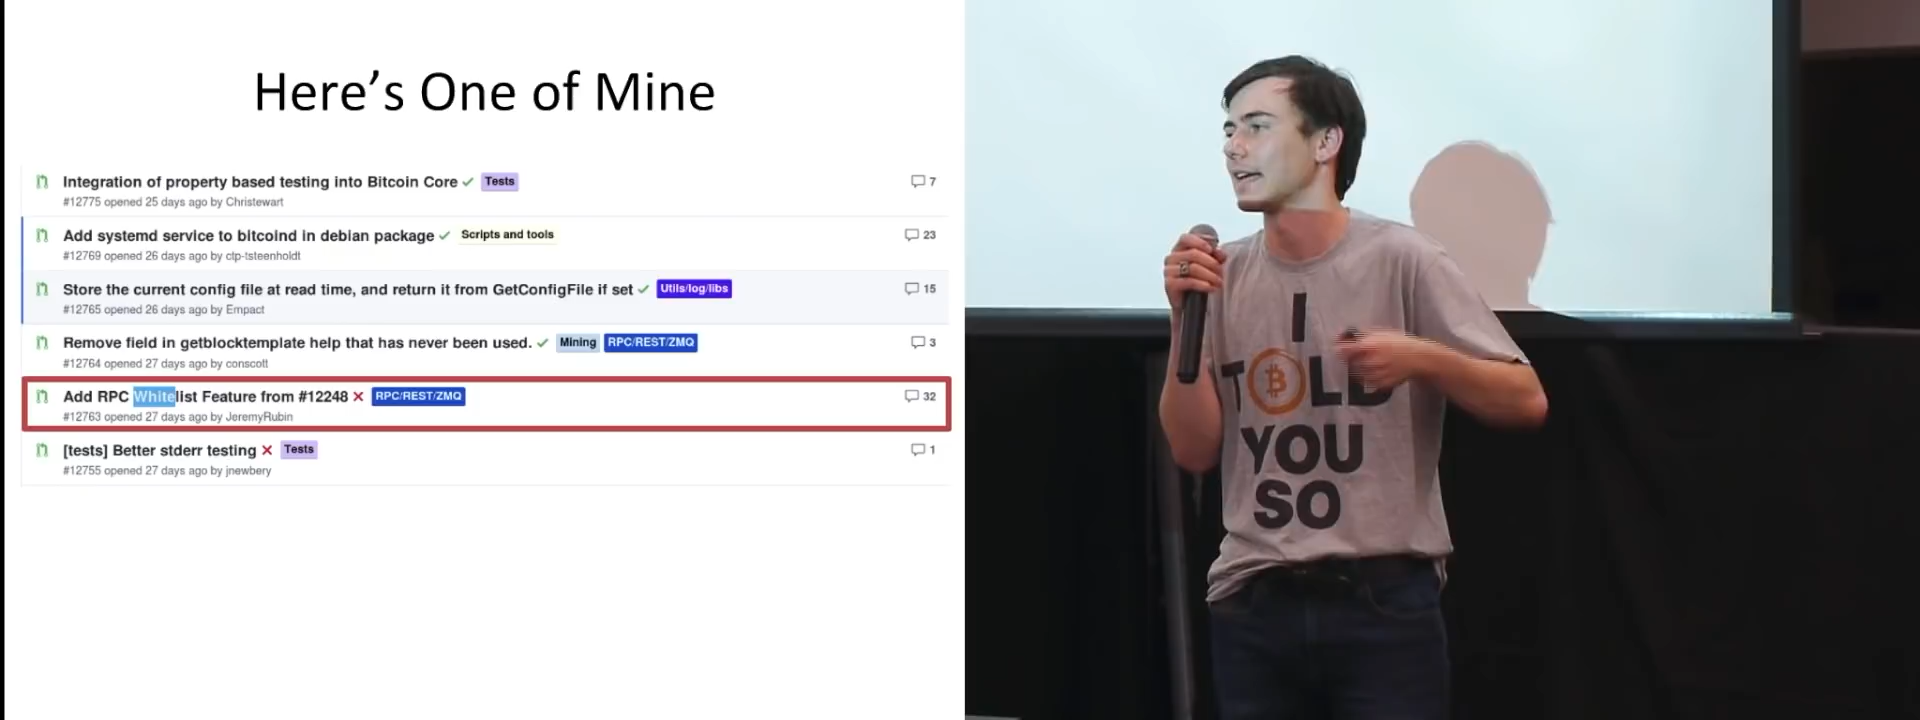 Here's One of Mine
Integration of property based testing into Bitcoin Core Tests 7
#12775 opened 25 days ago by Christewart
Add systemd service to bitcoind in debian package Scripts and tools 23
#12769 opened 26 days ago by ctp-tsteenholdt
Store the current config file at read time, and return it from GetConfigFile if set Utils/log/libs 15
#12765 opened 26 days ago by Empact
Remove field in getblocktemplate help that has never been used. Mining RPC/REST/ZMQ 3
#12764 opened 27 days ago by conscott
Add RPC Whitelist Feature from #12248 RPC/REST/ZMQ 32
#12763 opened 27 days ago by JeremyRubin
[tests] Better stderr testing Tests 1
#12755 opened 27 days ago by jnewbery
I
TOLD
YOU
SO